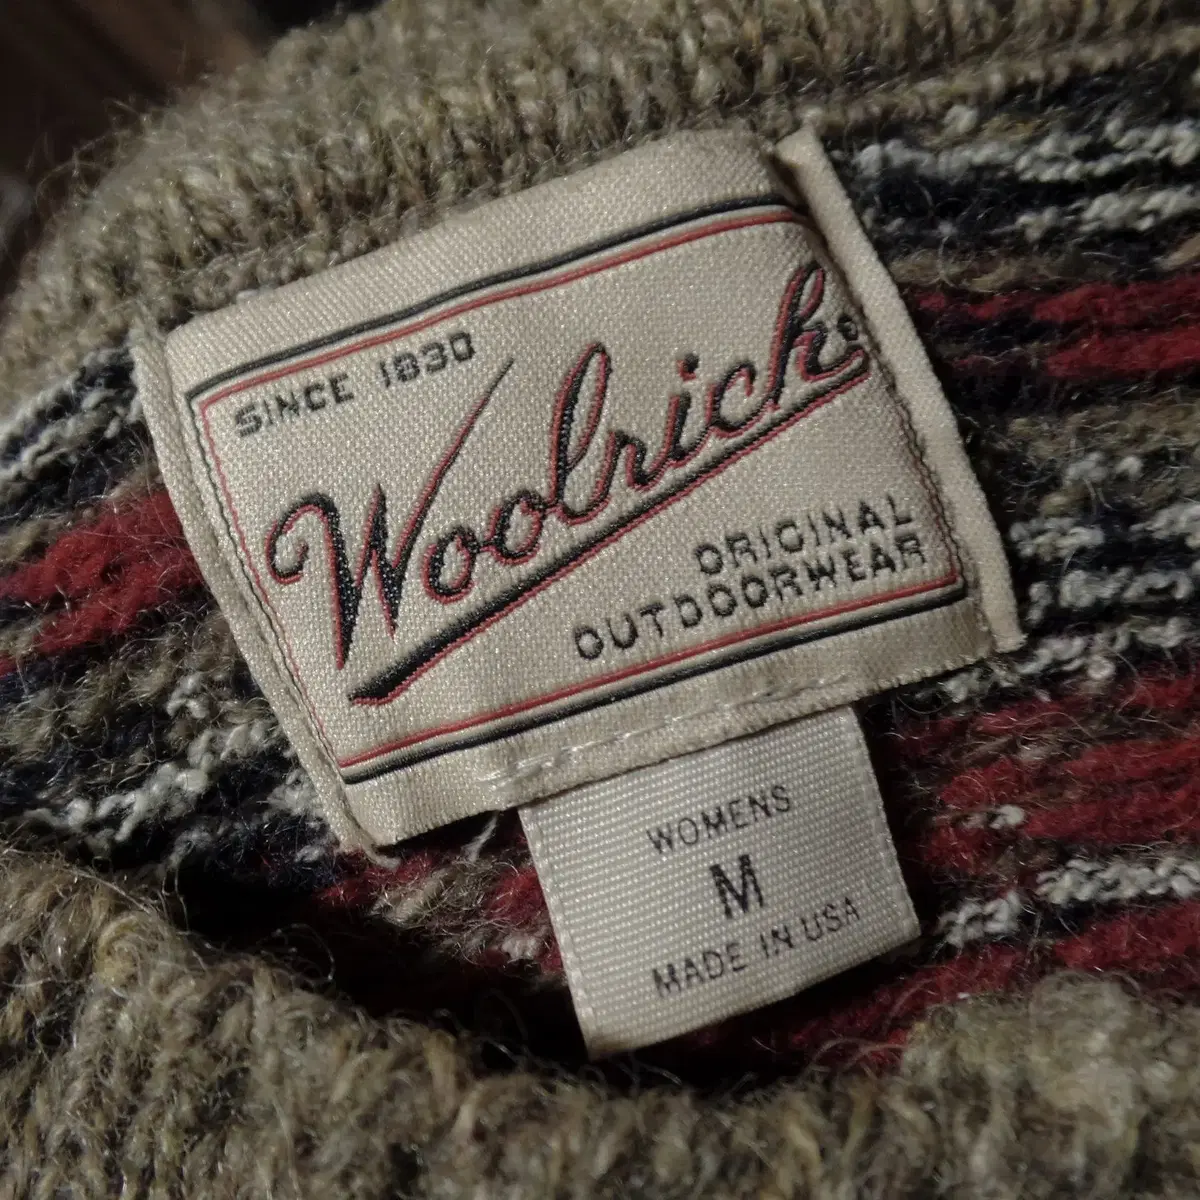 SINCE 1830
Woolrich®
ORIGINAL
OUTDOORWEAR
WOMENS
M
MADE IN USA